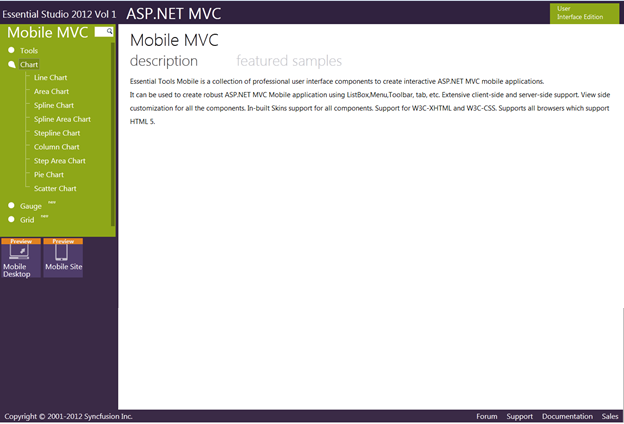 Essential Studio 2012 Vol 1
ASP.NET MVC
User
Interface Edition
Mobile MVC
Tools
Chart
Line Chart
Area Chart
Spline Chart
Spline Area Chart
Stepline Chart
Column Chart
Step Area Chart
Pie Chart
Scatter Chart
Gauge new
Grid new
Preview
Mobile
Desktop
Preview
Mobile Site
Mobile MVC
description
featured samples
Essential Tools Mobile is a collection of professional user interface components to create interactive ASP.NET MVC mobile applications.
It can be used to create robust ASP.NET MVC Mobile application using ListBox,Menu,Toolbar, tab, etc. Extensive client-side and server-side support. View side
customization for all the components. In-built Skins support for all components. Support for W3C-XHTML and W3C-CSS. Supports all browsers which support
HTML 5.
Copyright © 2001-2012 Syncfusion Inc.
Forum Support Documentation Sales